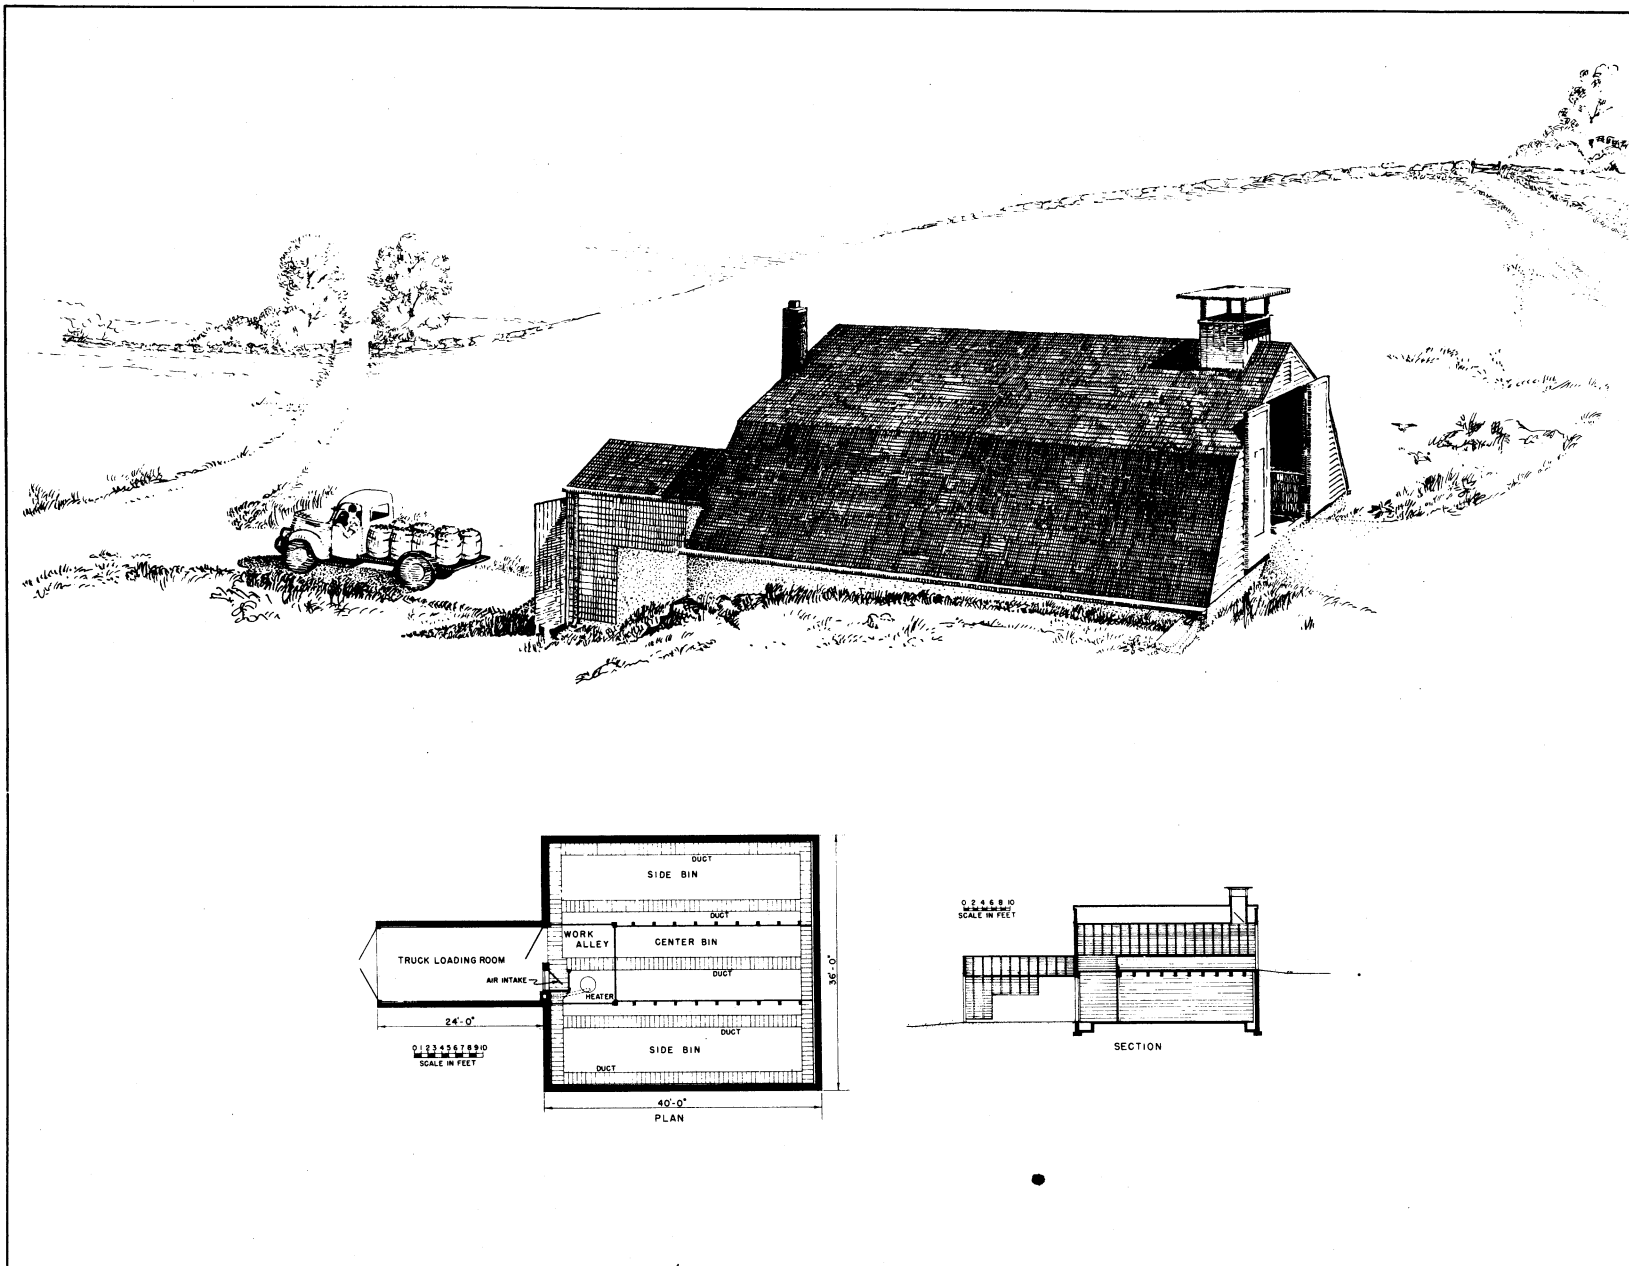 DUCT
SIDE BIN
DUCT
WORK
ALLEY
CENTER BIN
TRUCK LOADING ROOM
DUCT
AIR INTAKE
HEATER
36'-0"
24'-0"
DUCT
0 1 2 3 4 5 6 7 8 9 10
SCALE IN FEET
SIDE BIN
DUCT
40'-0"
PLAN
0 2 4 6 8 10
SCALE IN FEET
SECTION